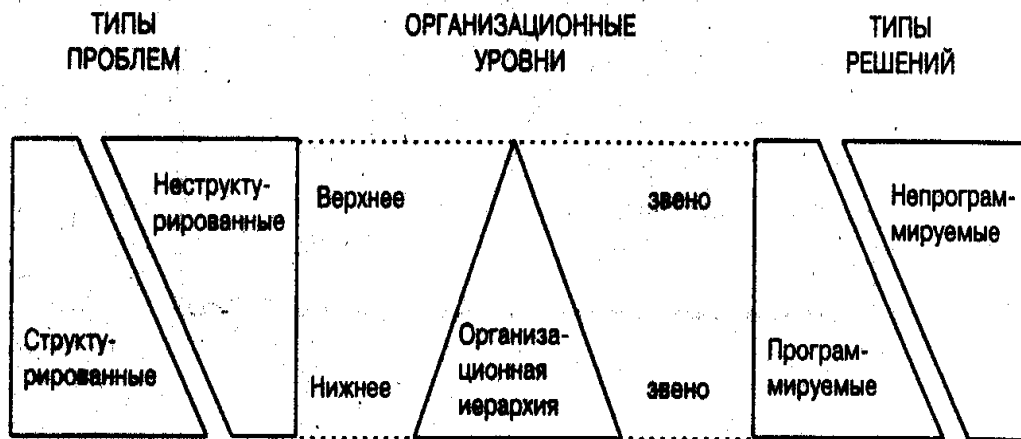 ТИПЫ
ПРОБЛЕМ
ОРГАНИЗАЦИОННЫЕ
УРОВНИ
ТИПЫ
РЕШЕНИЙ
Неструкту-
рированные
Структу-
рированные
Верхнее звено
Организа-
ционная
иерархия
Нижнее звено
Непрограм-
мируемые
Програм-
мируемые